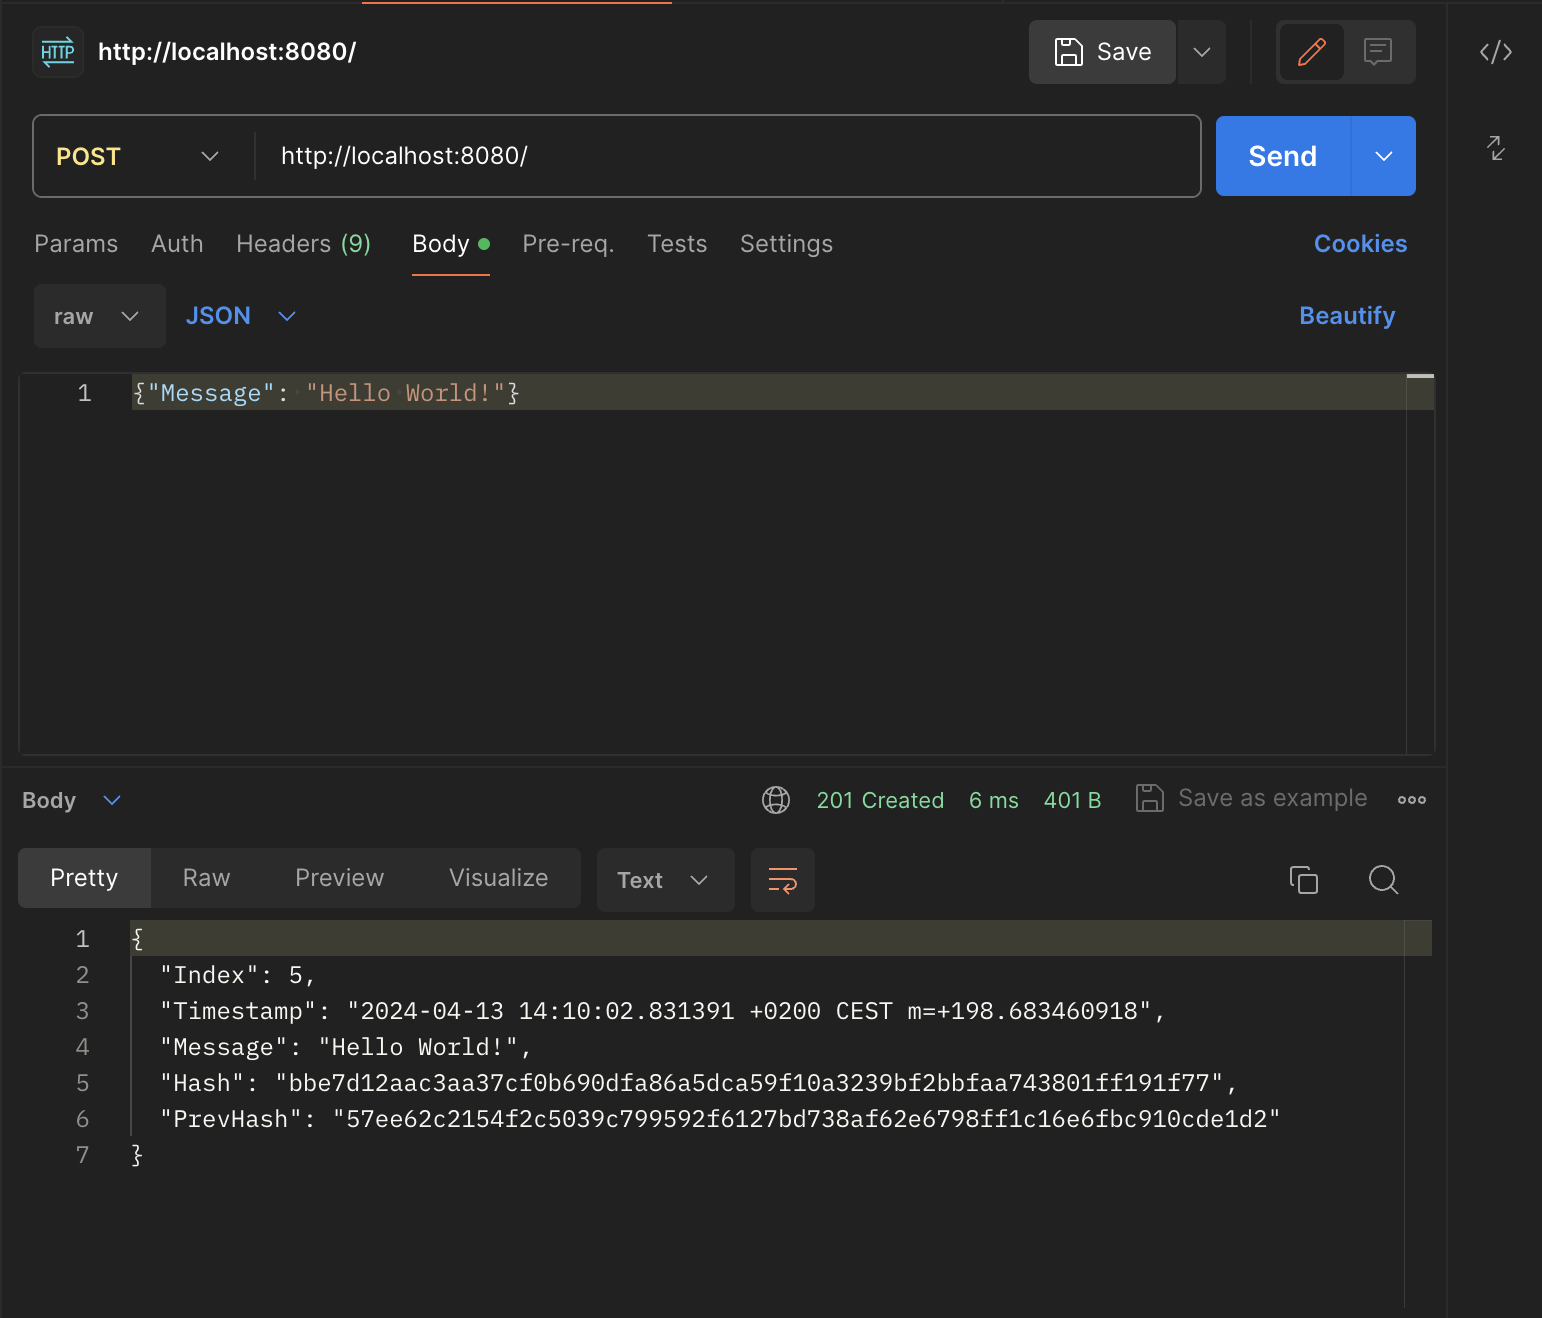 HTTP http://localhost:8080/ Save
POST http://localhost:8080/ Send
Params Auth Headers (9) Body Pre-req. Tests Settings Cookies
raw JSON Beautify
1 {"Message": "Hello World!"}
Body 201 Created 6 ms 401 B Save as example
Pretty Raw Preview Visualize Text
1 {
2 "Index": 5,
3 "Timestamp": "2024-04-13 14:10:02.831391 +0200 CEST m=+198.683460918",
4 "Message": "Hello World!",
5 "Hash": "bbe7d12aac3aa37cf0b690dfa86a5dca59f10a3239bf2bbfaa743801ff191f77",
6 "PrevHash": "57ee62c2154f2c5039c799592f6127bd738af62e6798ff1c16e6fbc910cde1d2"
7 }